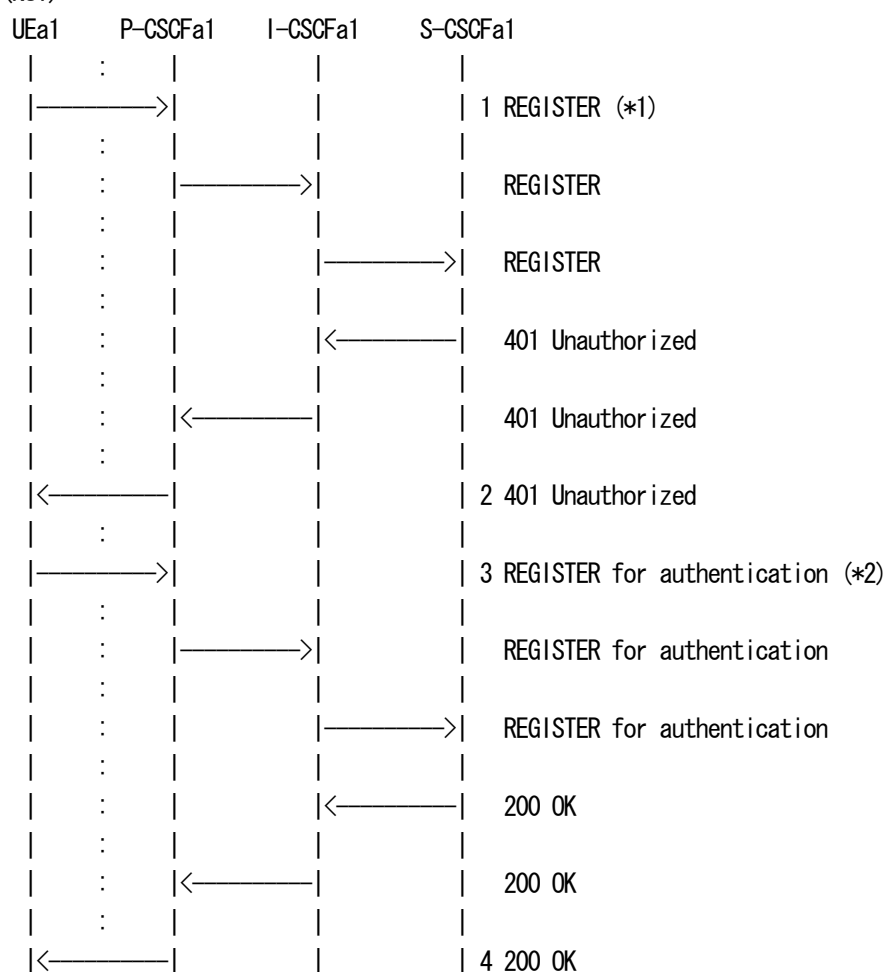 UEa1 P-CSCFa1 I-CSCFa1 S-CSCFa1
1 REGISTER (*1)
REGISTER
REGISTER
401 Unauthorized
401 Unauthorized
2 401 Unauthorized
3 REGISTER for authentication (*2)
REGISTER for authentication
REGISTER for authentication
200 OK
200 OK
4 200 OK